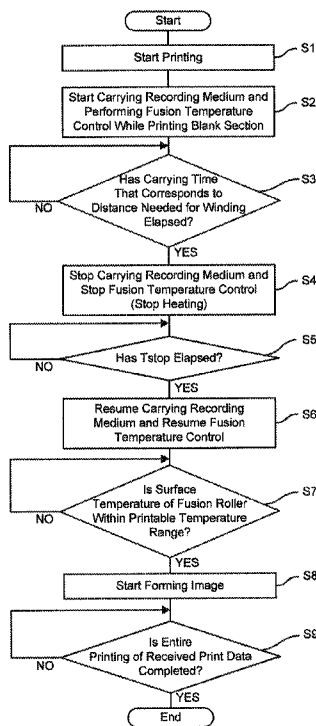 Start
S1
Start Printing
S2
Start Carrying Recording Medium and
Performing Fusion Temperature
Control While Printing Blank Section
S3
Has Carrying Time
That Corresponds to
Distance Needed for Winding
Elapsed?
NO
YES
S4
Stop Carrying Recording Medium and
Stop Fusion Temperature Control
(Stop Heating)
S5
Has Tstop Elapsed?
NO
YES
S6
Resume Carrying Recording
Medium and Resume Fusion
Temperature Control
S7
Is Surface
Temperature of Fusion Roller
Within Printable Temperature
Range?
NO
YES
S8
Start Forming Image
S9
Is Entire
Printing of Received Print Data
Completed?
NO
YES
End